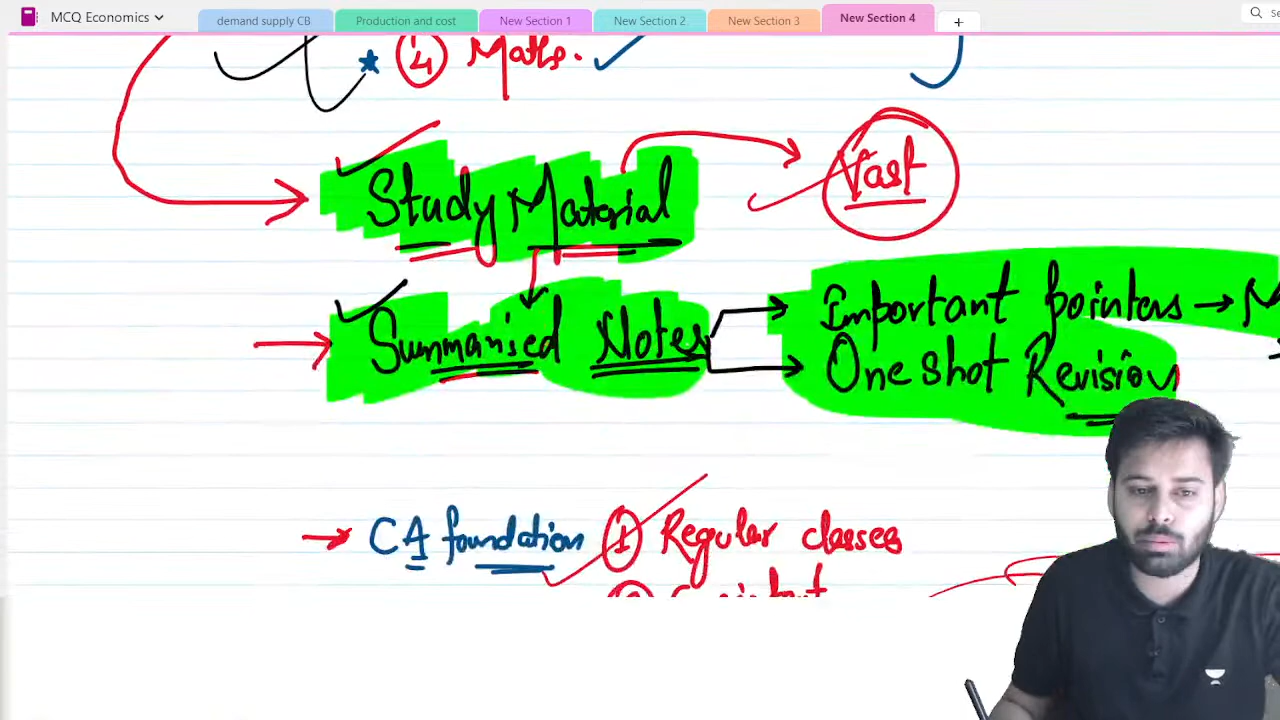 MCQ Economics
demand supply CB
Production and cost
New Section 1
New Section 2
New Section 3
New Section 4
+
4 Maths.
Study Material → Vast
Summarised Notes → Important pointers →
One Shot Revision
→ CA foundation 1 Regular classes